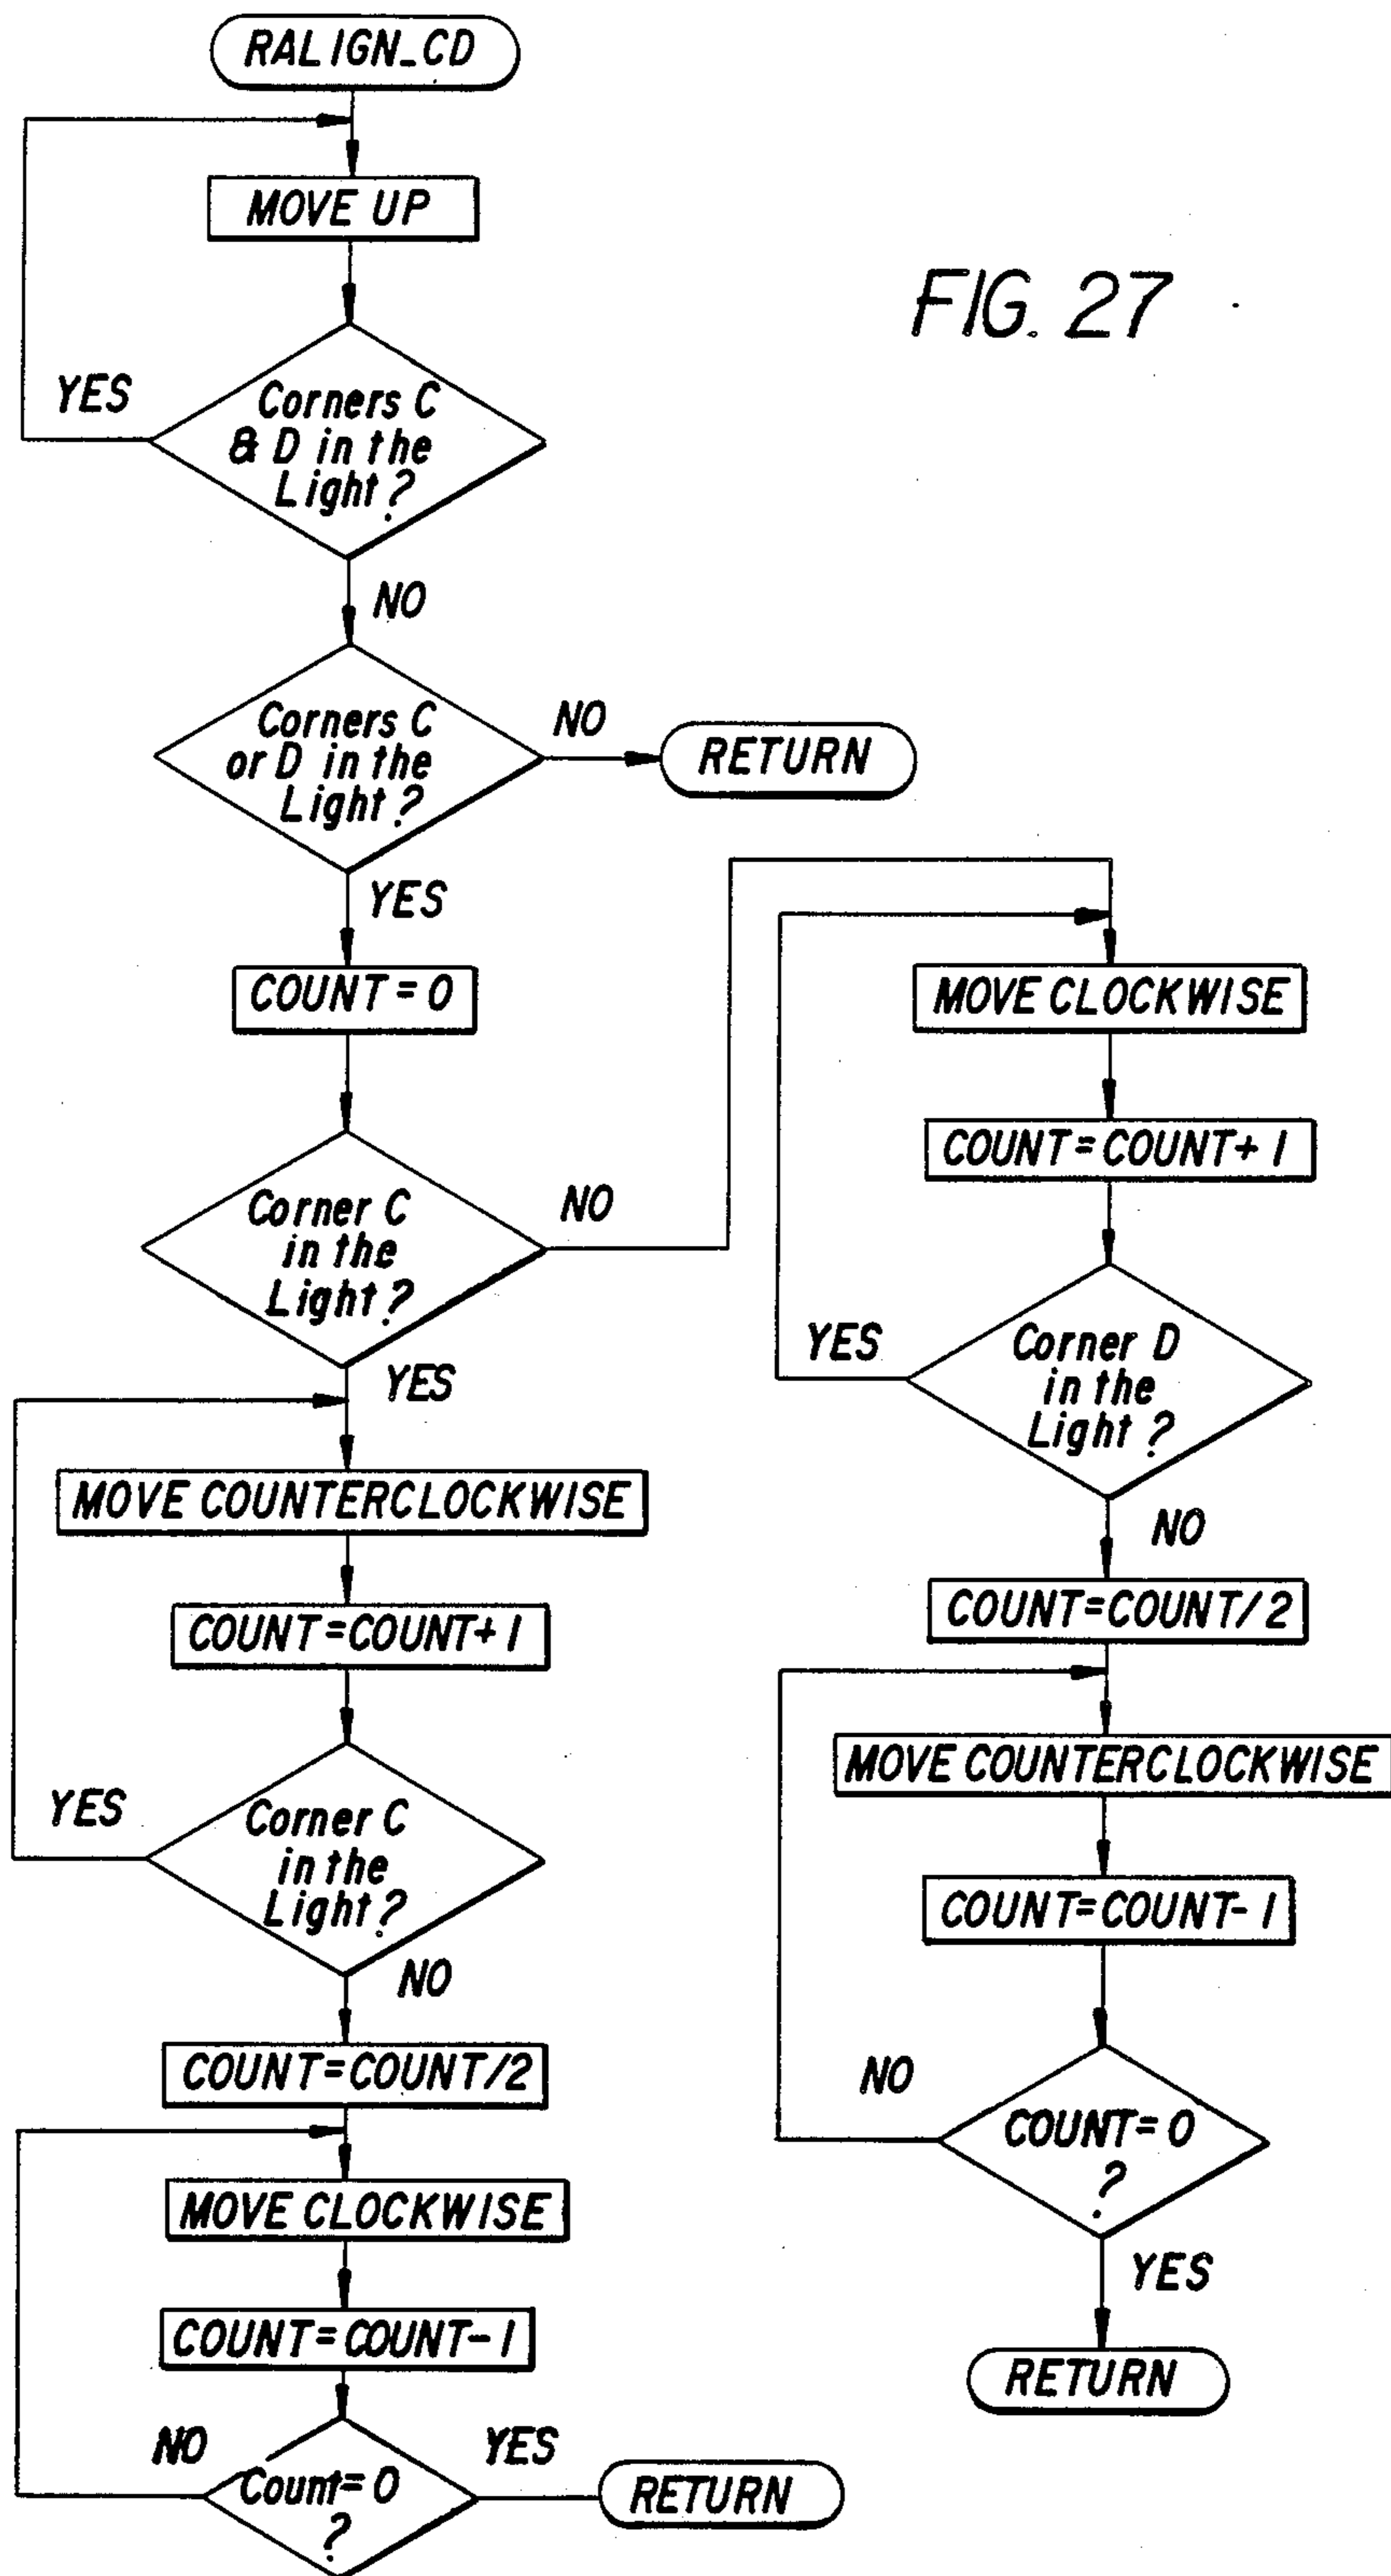 RALIGN_CD
MOVE UP
FIG. 27
YES
Corners C
& D in the
Light?
NO
Corners C
or D in the
Light?
NO
RETURN
YES
COUNT = 0
Corner C
in the
Light?
NO
YES
MOVE COUNTERCLOCKWISE
COUNT=COUNT+1
YES
Corner C
in the
Light?
NO
COUNT=COUNT/2
MOVE CLOCKWISE
COUNT=COUNT-1
NO
Count=0
?
YES
RETURN
MOVE CLOCKWISE
COUNT=COUNT+1
YES
Corner D
in the
Light?
NO
COUNT=COUNT/2
MOVE COUNTERCLOCKWISE
COUNT=COUNT-1
NO
COUNT=0
?
YES
RETURN